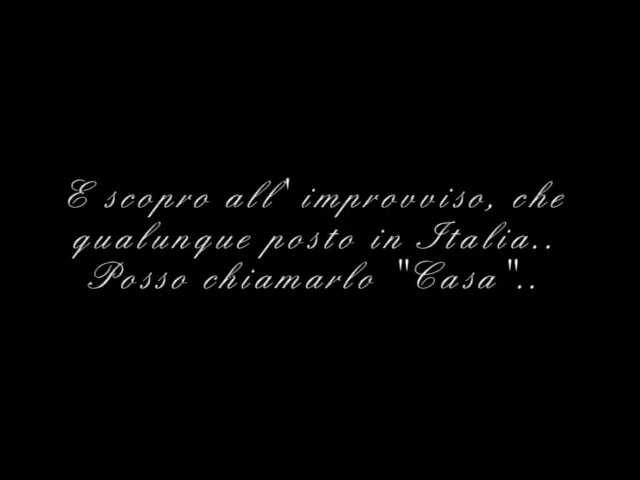 E scopro all` improvviso, che
qualunque posto in Italia..
Posso chiamarlo "Casa"..